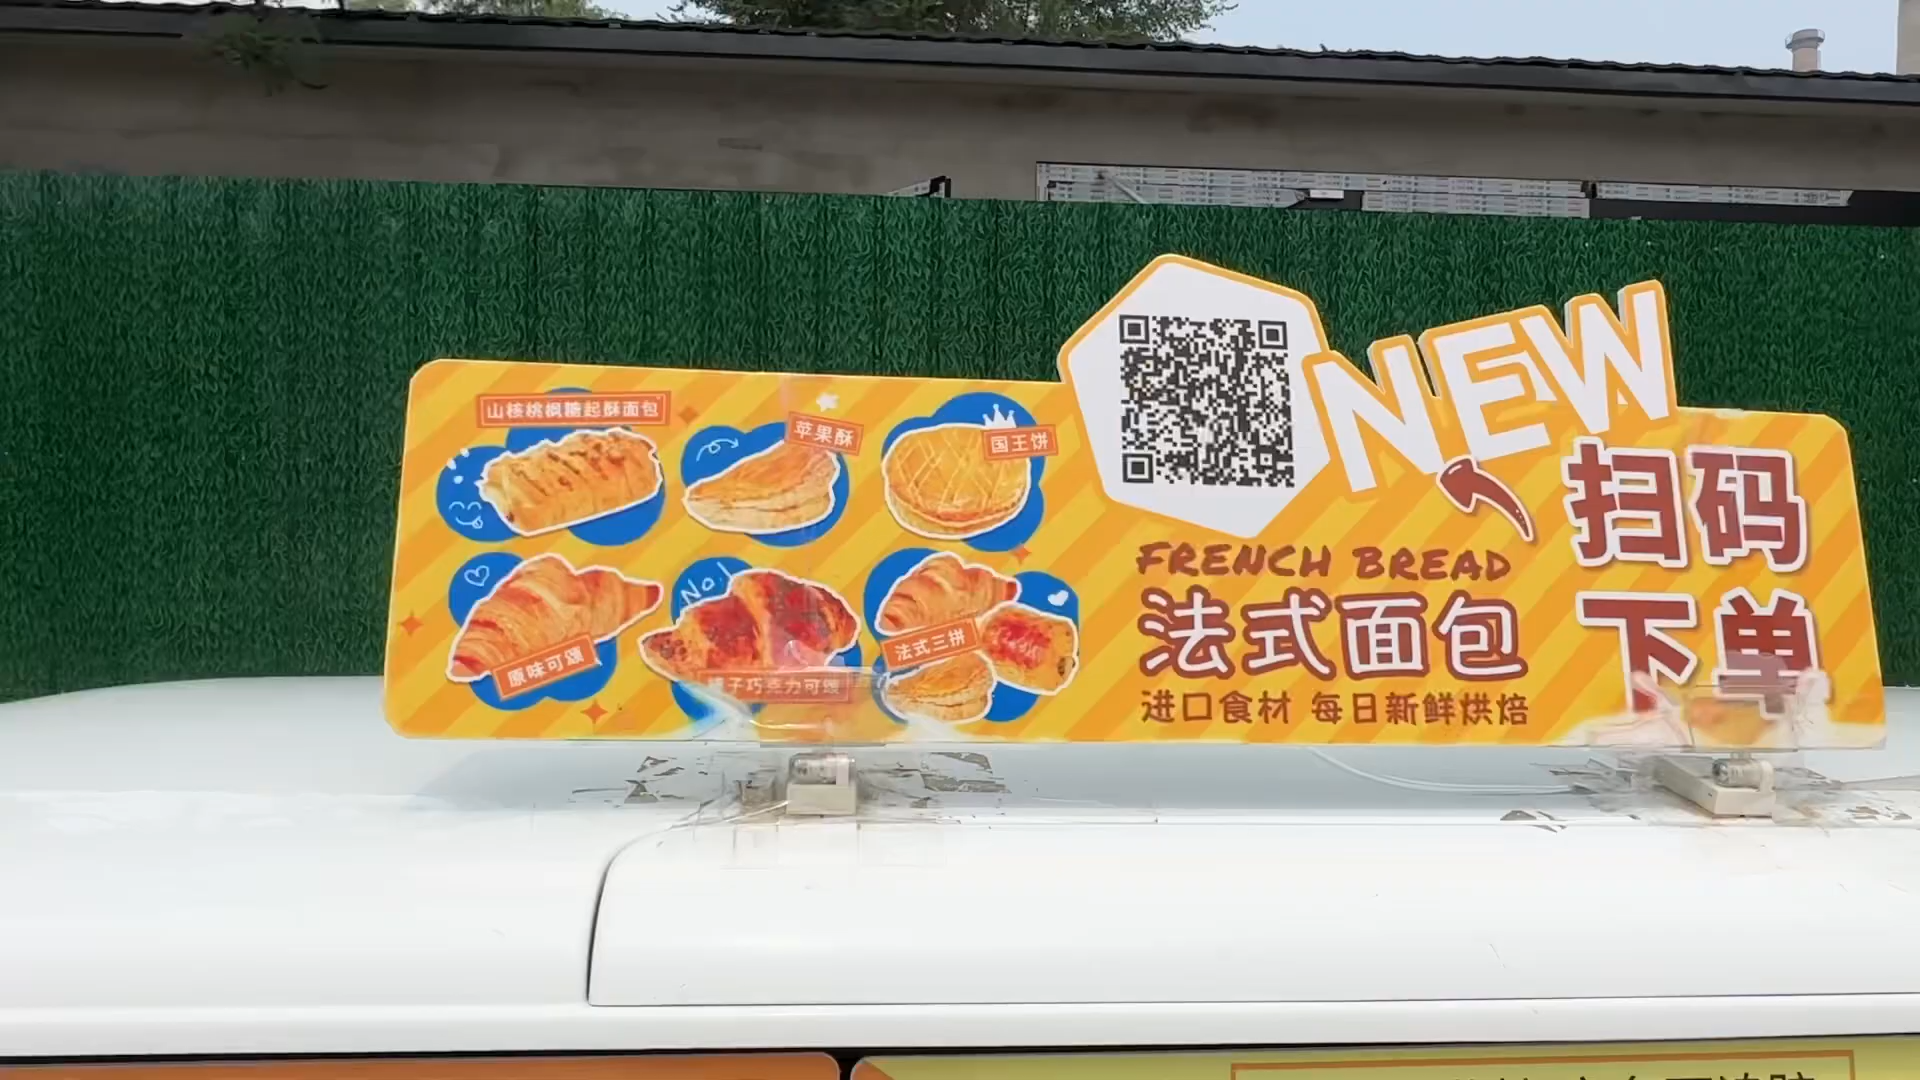 山核桃枫糖起酥面包
苹果酥
国王饼
原味可颂
No.1
子巧克力可颂
法式三拼
NEW
扫码
下单
FRENCH BREAD
法式面包
进口食材 每日新鲜烘焙